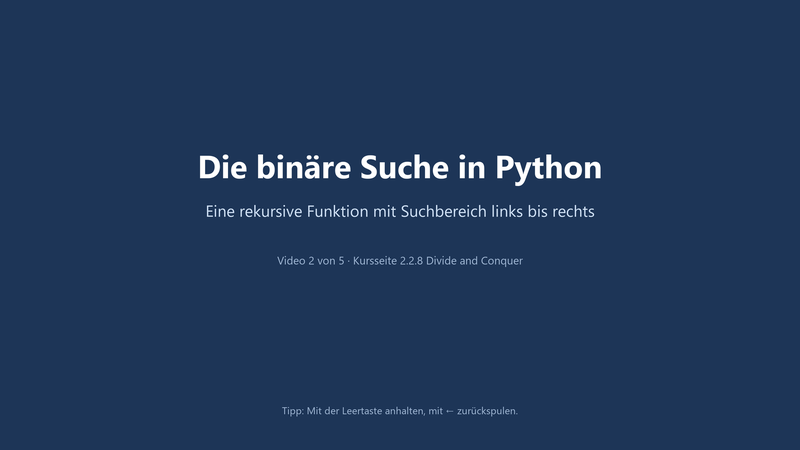 Die binäre Suche in Python
Eine rekursive Funktion mit Suchbereich links bis rechts
Video 2 von 5 · Kursseite 2.2.8 Divide and Conquer
Tipp: Mit der Leertaste anhalten, mit ← zurückspulen.